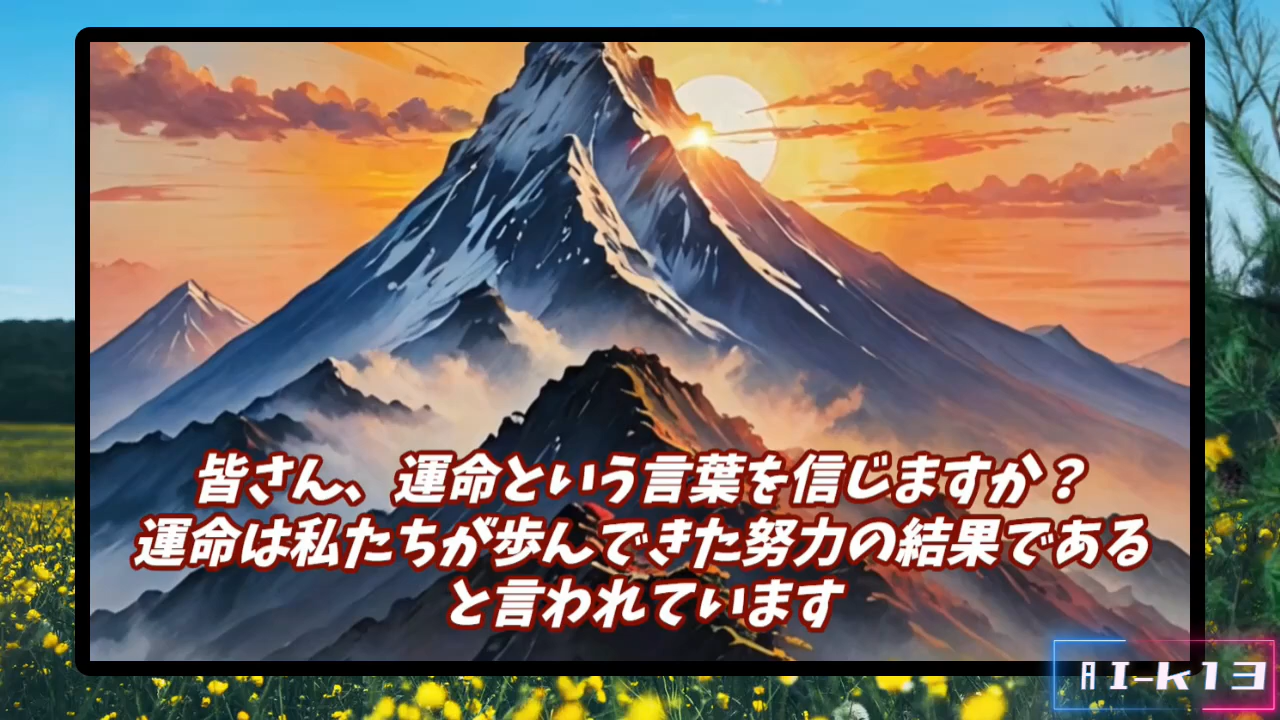 皆さん、運命という言葉を信じますか？
運命は私たちが歩んできた努力の結果である
と言われています
AI-k13